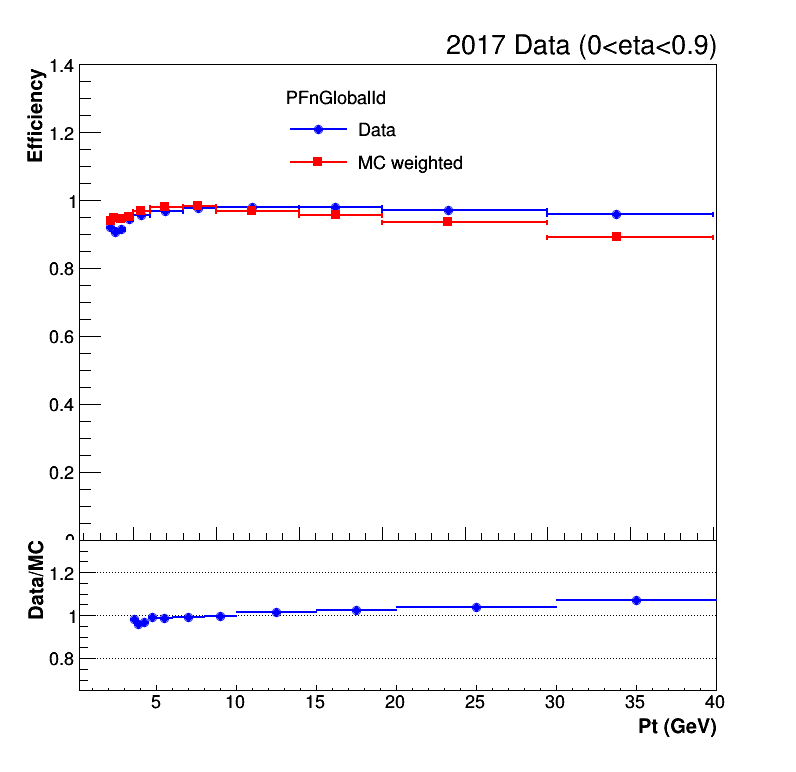 2017 Data (0<eta<0.9)
Efficiency
1.4
1.2
1
0.8
0.6
0.4
0.2
0
PFnGlobalId
Data
MC weighted
Data/MC
1.2
1
0.8
5 10 15 20 25 30 35 40
Pt (GeV)